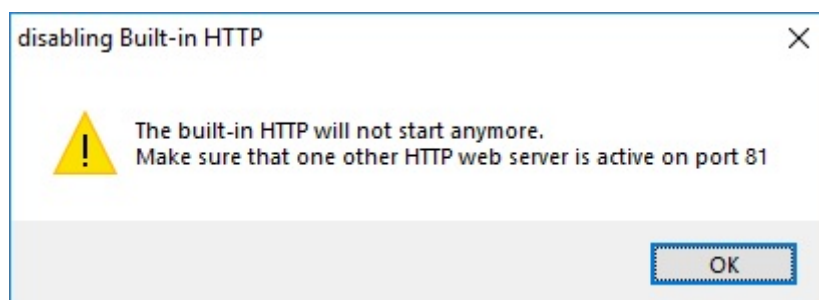 disabling Built-in HTTP
The built-in HTTP will not start anymore.
Make sure that one other HTTP web server is active on port 81
OK